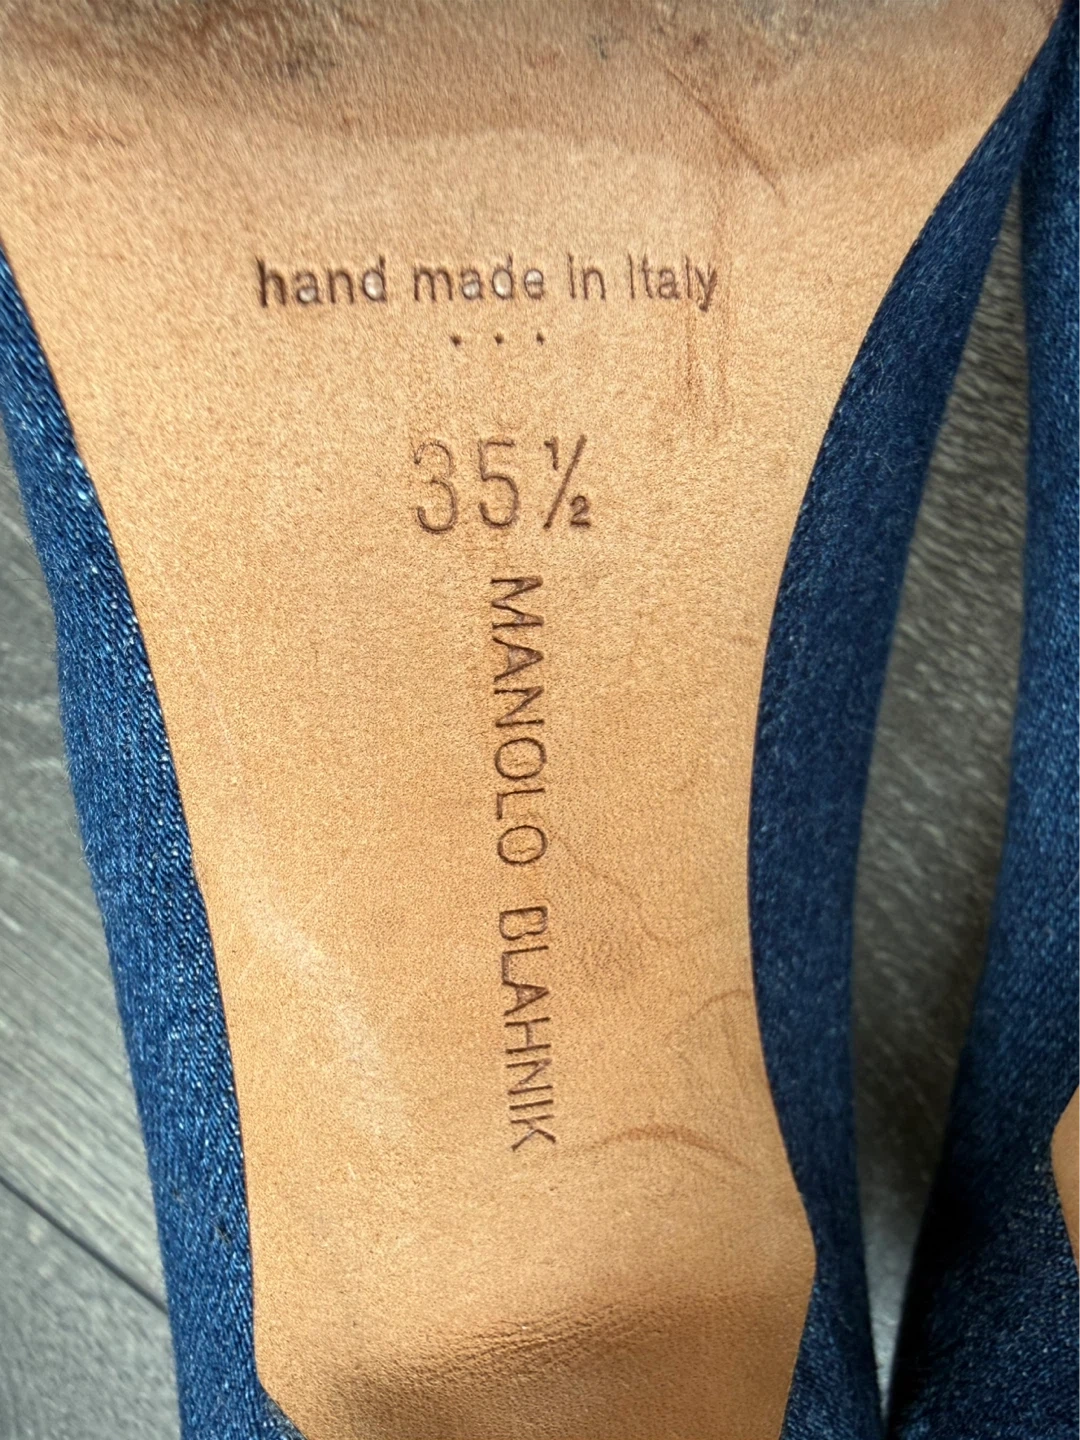 hand made in Italy
...
35½
MANOLO BLAHNIK